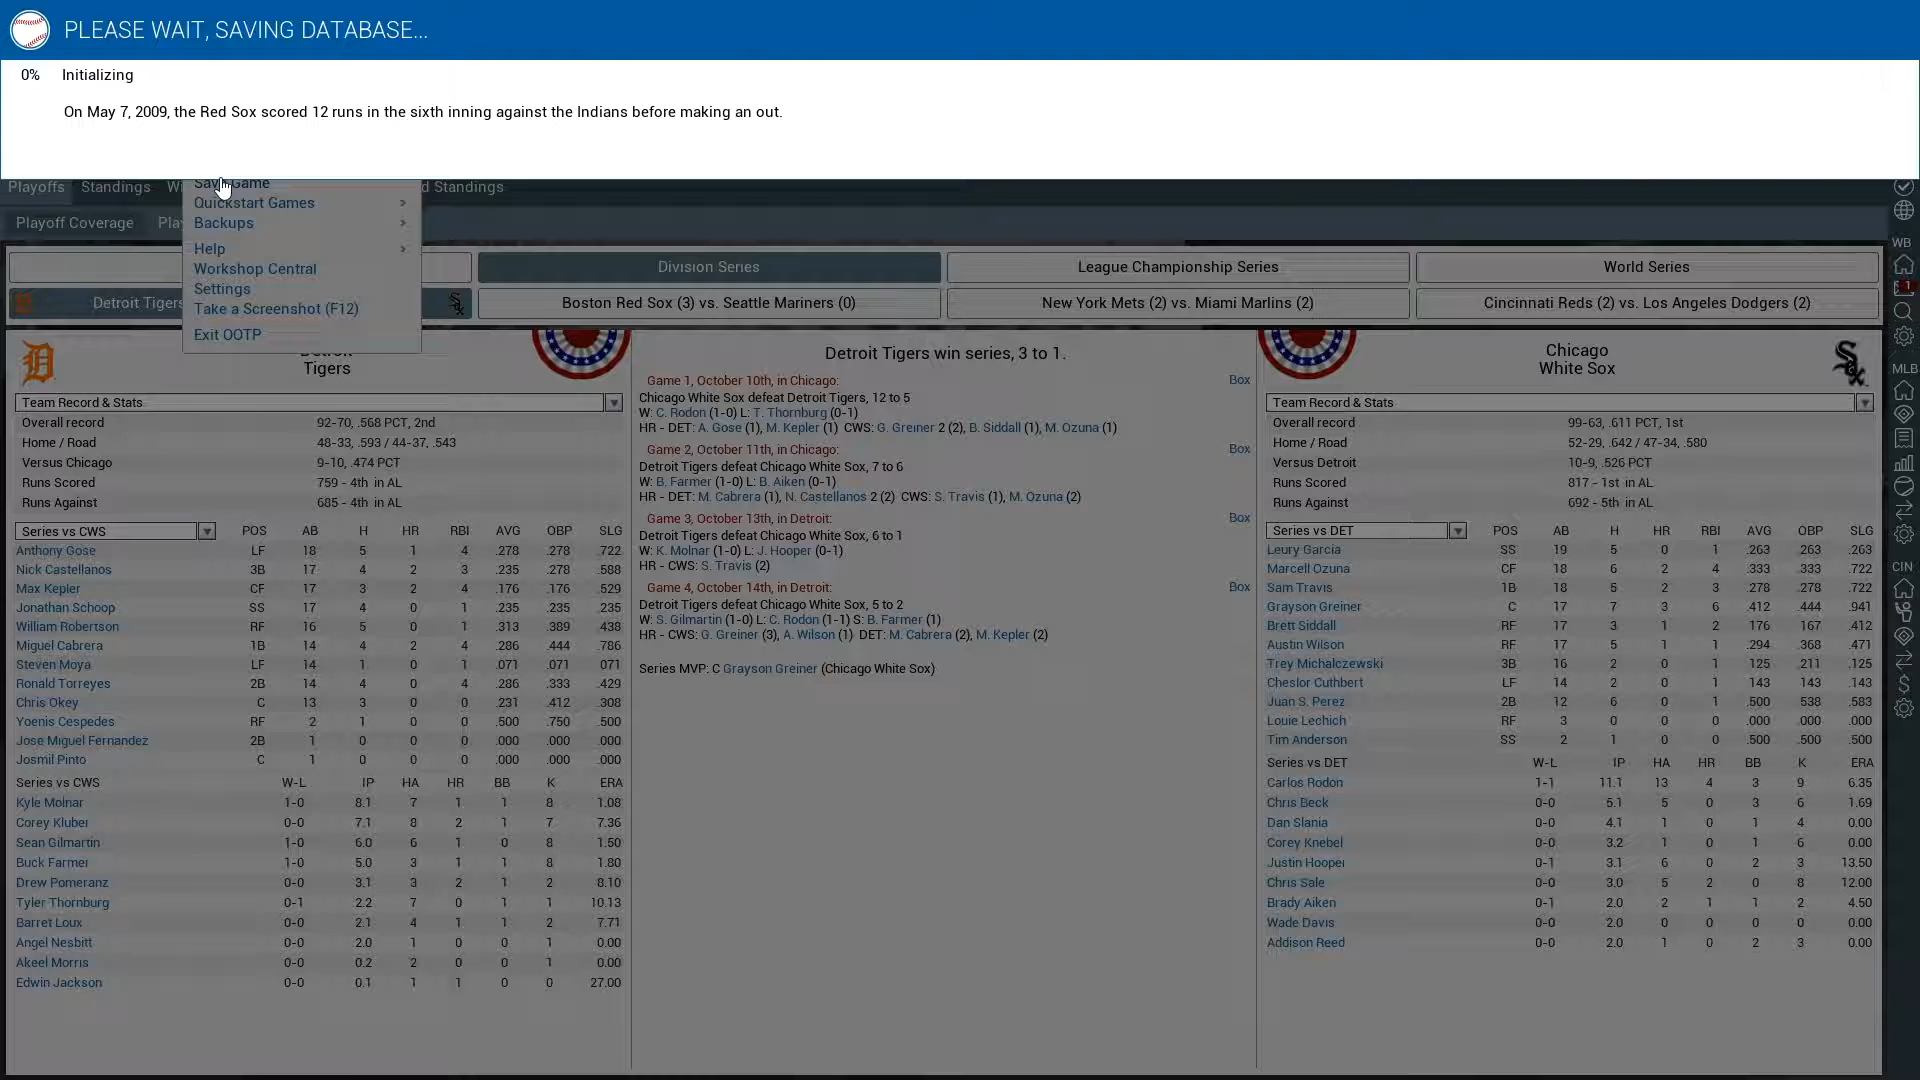 PLEASE WAIT, SAVING DATABASE...
0% Initializing
On May 7, 2009, the Red Sox scored 12 runs in the sixth inning against the Indians before making an out.
Playoffs Standings d Standings
Save Game
Quickstart Games >
Playoff Coverage
Backups >
Help >
Workshop Central
Settings
Take a Screenshot (F12)
Exit OOTP
Division Series League Championship Series World Series
Detroit Tigers Boston Red Sox (3) vs. Seattle Mariners (0) New York Mets (2) vs. Miami Marlins (2) Cincinnati Reds (2) vs. Los Angeles Dodgers (2)
WB
MLB
CIN
1
Detroit
Tigers
Team Record & Stats
Overall record 92-70, .568 PCT, 2nd
Home / Road 48-33, .593 / 44-37, .543
Versus Chicago 9-10, .474 PCT
Runs Scored 759 - 4th in AL
Runs Against 685 - 4th in AL
Series vs CWS POS AB H HR RBI AVG OBP SLG
Anthony Gose LF 18 5 1 4 .278 .278 .722
Nick Castellanos 3B 17 4 2 3 .235 .278 .588
Max Kepler CF 17 3 2 4 .176 .176 .529
Jonathan Schoop SS 17 4 0 1 .235 .235 .235
William Robertson RF 16 5 0 1 .313 .389 .438
Miguel Cabrera 1B 14 4 2 4 .286 .444 .786
Steven Moya LF 14 1 0 1 .071 .071 .071
Ronald Torreyes 2B 14 4 0 4 .286 .333 .429
Chris Okey C 13 3 0 0 .231 .412 .308
Yoenis Cespedes RF 2 1 0 0 .500 .750 .500
Jose Miguel Fernandez 2B 1 0 0 0 .000 .000 .000
Josmil Pinto C 1 0 0 0 .000 .000 .000
Series vs CWS W-L IP HA HR BB K ERA
Kyle Molnar 1-0 8.1 7 1 1 8 1.08
Corey Kluber 0-0 7.1 8 2 1 7 7.36
Sean Gilmartin 1-0 6.0 6 1 0 8 1.50
Buck Farmer 1-0 5.0 3 1 1 8 1.80
Drew Pomeranz 0-0 3.1 3 2 1 2 8.10
Tyler Thornburg 0-1 2.2 7 0 1 1 10.13
Barret Loux 0-0 2.1 4 1 1 2 7.71
Angel Nesbitt 0-0 2.0 1 0 0 1 0.00
Akeel Morris 0-0 0.2 2 0 0 1 0.00
Edwin Jackson 0-0 0.1 1 1 0 0 27.00
Detroit Tigers win series, 3 to 1.
Game 1, October 10th, in Chicago: Box
Chicago White Sox defeat Detroit Tigers, 12 to 5
W: C. Rodon (1-0) L: T. Thornburg (0-1)
HR - DET: A. Gose (1), M. Kepler (1) CWS: G. Greiner 2 (2), B. Siddall (1), M. Ozuna (1)
Game 2, October 11th, in Chicago: Box
Detroit Tigers defeat Chicago White Sox, 7 to 6
W: B. Farmer (1-0) L: B. Aiken (0-1)
HR - DET: M. Cabrera (1), N. Castellanos 2 (2) CWS: S. Travis (1), M. Ozuna (2)
Game 3, October 13th, in Detroit: Box
Detroit Tigers defeat Chicago White Sox, 6 to 1
W: K. Molnar (1-0) L: J. Hooper (0-1)
HR - CWS: S. Travis (2)
Game 4, October 14th, in Detroit: Box
Detroit Tigers defeat Chicago White Sox, 5 to 2
W: S. Gilmartin (1-0) L: C. Rodon (1-1) S: B. Farmer (1)
HR - CWS: G. Greiner (3), A. Wilson (1) DET: M. Cabrera (2), M. Kepler (2)
Series MVP: C Grayson Greiner (Chicago White Sox)
Chicago
White Sox
Team Record & Stats
Overall record 99-63, .611 PCT, 1st
Home / Road 52-29, .642 / 47-34, .580
Versus Detroit 10-9, .526 PCT
Runs Scored 817 - 1st in AL
Runs Against 692 - 5th in AL
Series vs DET POS AB H HR RBI AVG OBP SLG
Leury Garcia SS 19 5 0 1 .263 .263 .263
Marcell Ozuna CF 18 6 2 4 .333 .333 .722
Sam Travis 1B 18 5 2 3 .278 .278 .722
Grayson Greiner C 17 7 3 6 .412 .444 .941
Brett Siddall RF 17 3 1 2 .176 .167 .412
Austin Wilson RF 17 5 1 1 .294 .368 .471
Trey Michalczewski 3B 16 2 0 1 .125 .211 .125
Cheslor Cuthbert LF 14 2 0 1 .143 .143 .143
Juan S. Perez 2B 12 6 0 1 .500 .538 .583
Louie Lechich RF 3 0 0 0 .000 .000 .000
Tim Anderson SS 2 1 0 0 .500 .500 .500
Series vs DET W-L IP HA HR BB K ERA
Carlos Rodon 1-1 11.1 13 4 3 9 6.35
Chris Beck 0-0 5.1 5 0 3 6 1.69
Dan Slania 0-0 4.1 1 0 1 4 0.00
Corey Knebel 0-0 3.2 1 0 1 6 0.00
Justin Hooper 0-1 3.1 6 0 2 3 13.50
Chris Sale 0-0 3.0 5 2 0 8 12.00
Brady Aiken 0-1 2.0 2 1 1 2 4.50
Wade Davis 0-0 2.0 0 0 0 0 0.00
Addison Reed 0-0 2.0 1 0 2 3 0.00